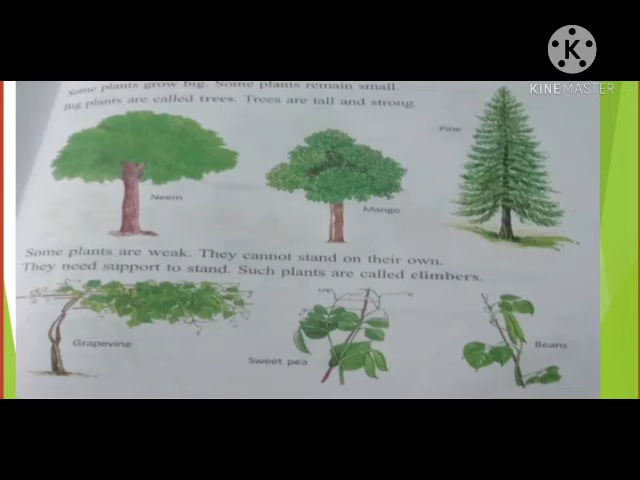 K
KINEMASTER
Some plants grow big. Some plants remain small.
Big plants are called trees. Trees are tall and strong.
Pine
Neem
Mango
Some plants are weak. They cannot stand on their own.
They need support to stand. Such plants are called climbers.
Grapevine
Sweet pea
Beans